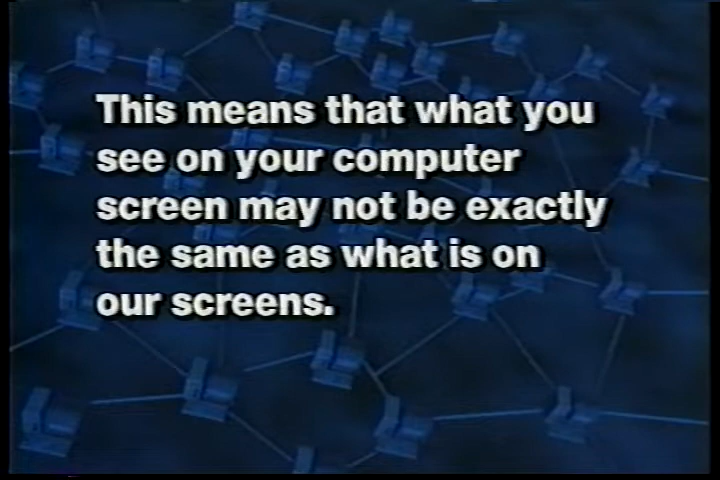 This means that what you
see on your computer
screen may not be exactly
the same as what is on
our screens.